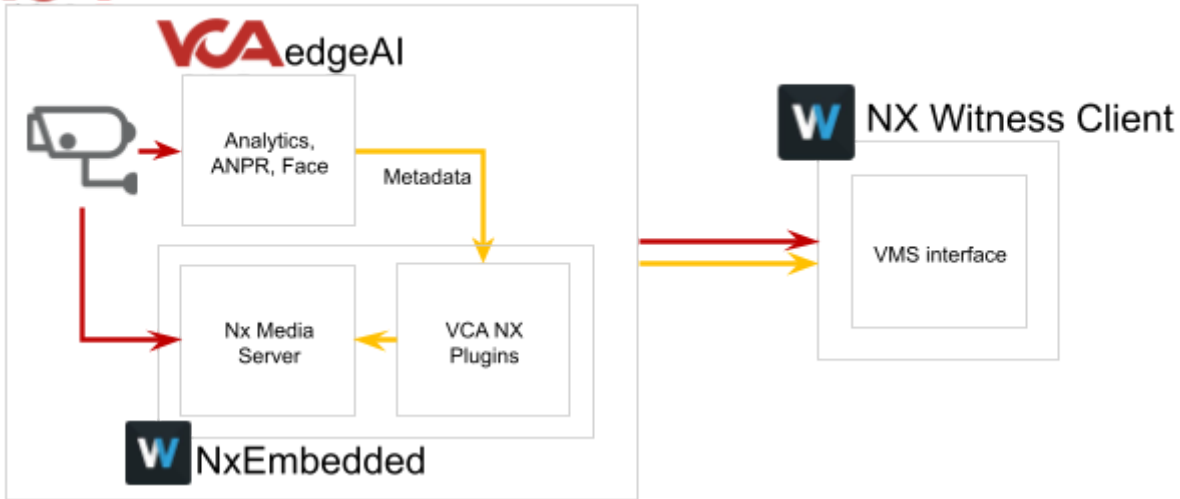 VCAedgeAI
NX Witness Client
Analytics,
ANPR, Face
Metadata
VMS interface
Nx Media
Server
VCA NX
Plugins
W NxEmbedded